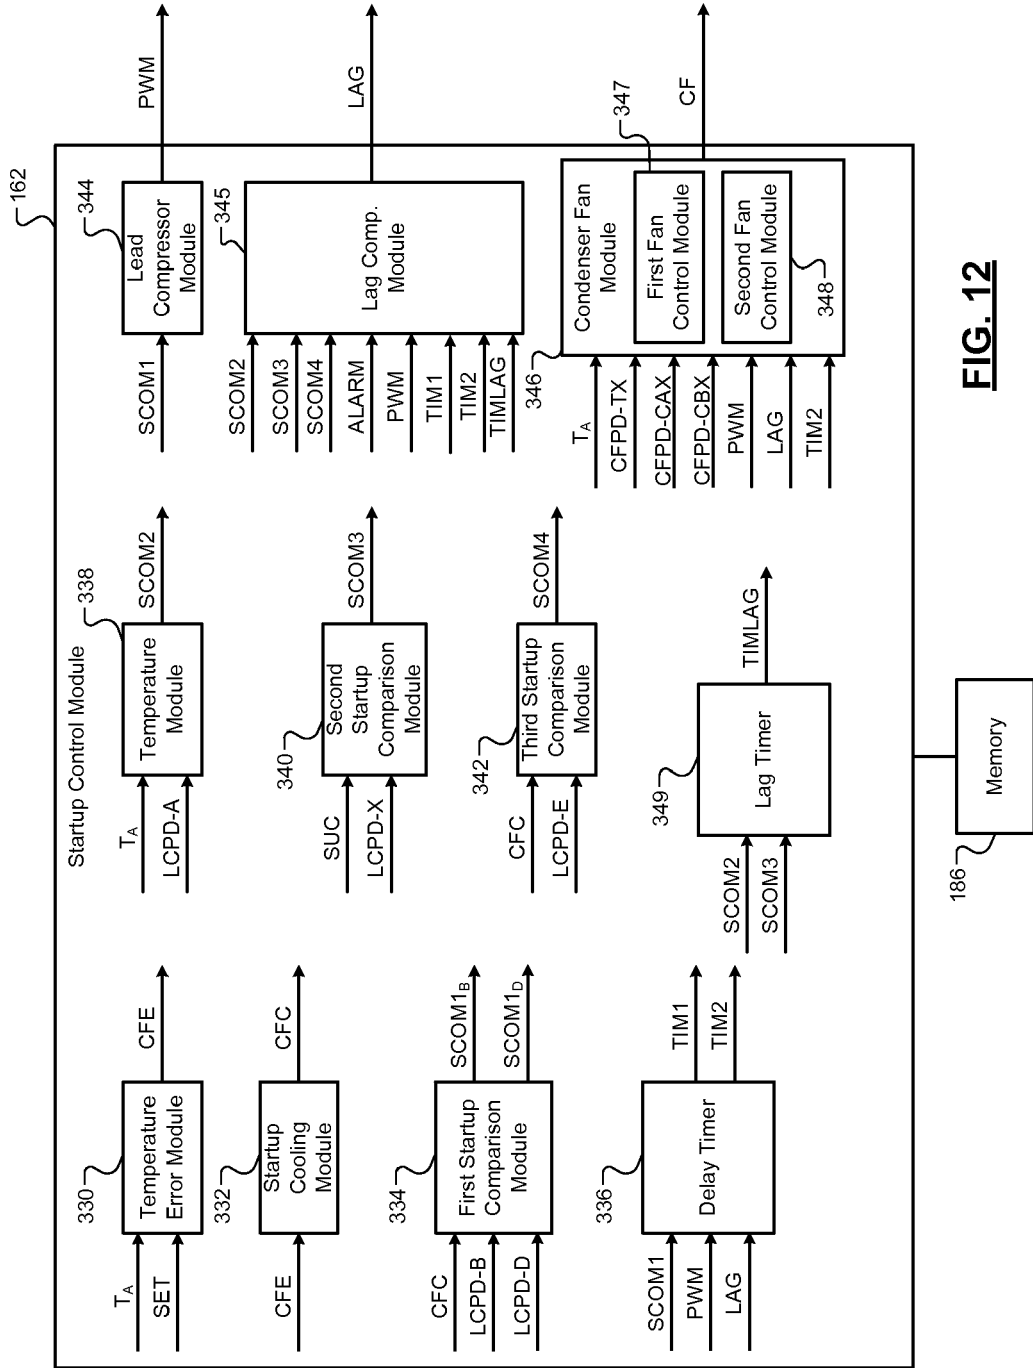 Startup Control Module
162
330
T_A
SET
Temperature
Error Module
CFE
332
CFE
Startup
Cooling
Module
CFC
334
CFC
LCPD-B
LCPD-D
First Startup
Comparison
Module
SCOM1_B
SCOM1_D
336
SCOM1
PWM
LAG
Delay Timer
TIM1
TIM2
338
T_A
LCPD-A
Temperature
Module
SCOM2
340
SUC
LCPD-X
Second
Startup
Comparison
Module
SCOM3
342
CFC
LCPD-E
Third Startup
Comparison
Module
SCOM4
349
SCOM2
SCOM3
Lag Timer
TIMLAG
344
SCOM1
Lead
Compressor
Module
PWM
345
SCOM2
SCOM3
SCOM4
ALARM
PWM
TIM1
TIM2
TIMLAG
Lag Comp.
Module
LAG
346
T_A
CFPD-TX
CFPD-CAX
CFPD-CBX
PWM
LAG
TIM2
Condenser Fan
Module
347
First Fan
Control Module
Second Fan
Control Module
348
CF
186
Memory
FIG. 12